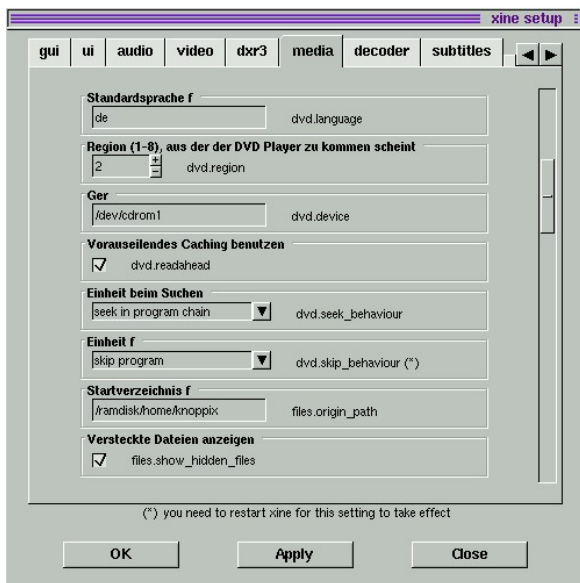 xine setup
gui ui audio video dxr3 media decoder subtitles
Standardsprache f
de dvd.language
Region (1-8), aus der der DVD Player zu kommen scheint
2 dvd.region
Ger
/dev/cdrom1 dvd.device
Vorauseilendes Caching benutzen
dvd.readahead
Einheit beim Suchen
seek in program chain dvd.seek_behaviour
Einheit f
skip program dvd.skip_behaviour (*)
Startverzeichnis f
/ramdisk/home/knoppix files.origin_path
Versteckte Dateien anzeigen
files.show_hidden_files
(*) you need to restart xine for this setting to take effect
OK Apply Close